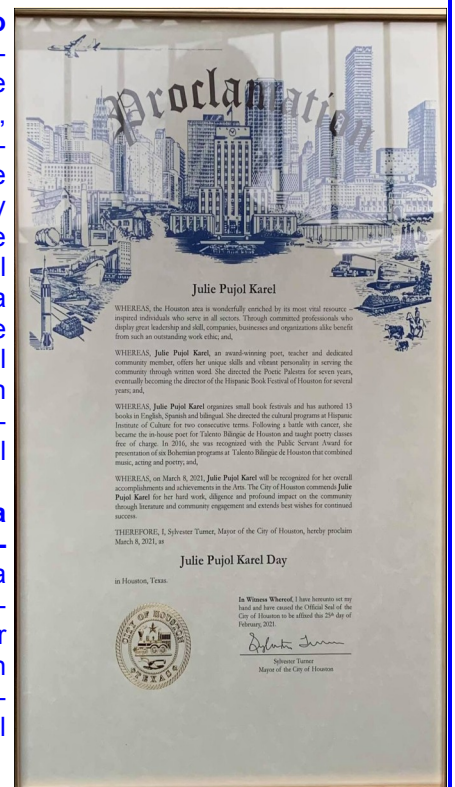 Proclamation
Julie Pujol Karel
WHEREAS, the Houston area is wonderfully enriched by its most vital resource -
inspired individuals who serve in all sectors. Through committed professionals who
display great leadership and skill, companies, businesses and organizations alike benefit
from such an outstanding work ethic; and,
WHEREAS, Julie Pujol Karel, an award-winning poet, teacher and dedicated
community member, offers her unique skills and vibrant personality in serving the
community through written word. She directed the Poetic Palestra for seven years,
eventually becoming the director of the Hispanic Book Festival of Houston for several
years; and,
WHEREAS, Julie Pujol Karel organizes small book festivals and has authored 13
books in English, Spanish and bilingual. She directed the cultural programs at Hispanic
Institute of Culture for two consecutive terms. Following a battle with cancer, she
became the in-house poet for Talento Bilingüe de Houston and taught poetry classes
free of charge. In 2016, she was recognized with the Public Servant Award for
presentation of six Bohemian programs at Talento Bilingüe de Houston that combined
music, acting and poetry; and,
WHEREAS, on March 8, 2021, Julie Pujol Karel will be recognized for her overall
accomplishments and achievements in the Arts. The City of Houston commends Julie
Pujol Karel for her hard work, diligence and profound impact on the community
through literature and community engagement and extends best wishes for continued
success.
THEREFORE, I, Sylvester Turner, Mayor of the City of Houston, hereby proclaim
March 8, 2021, as
Julie Pujol Karel Day
in Houston, Texas.
In Witness Whereof, I have hereunto set my
hand and have caused the Official Seal of the
City of Houston to be affixed this 25th day of
February, 2021.
Sylvester Turner
Sylvester Turner
Mayor of the City of Houston
CITY OF HOUSTON
TEXAS